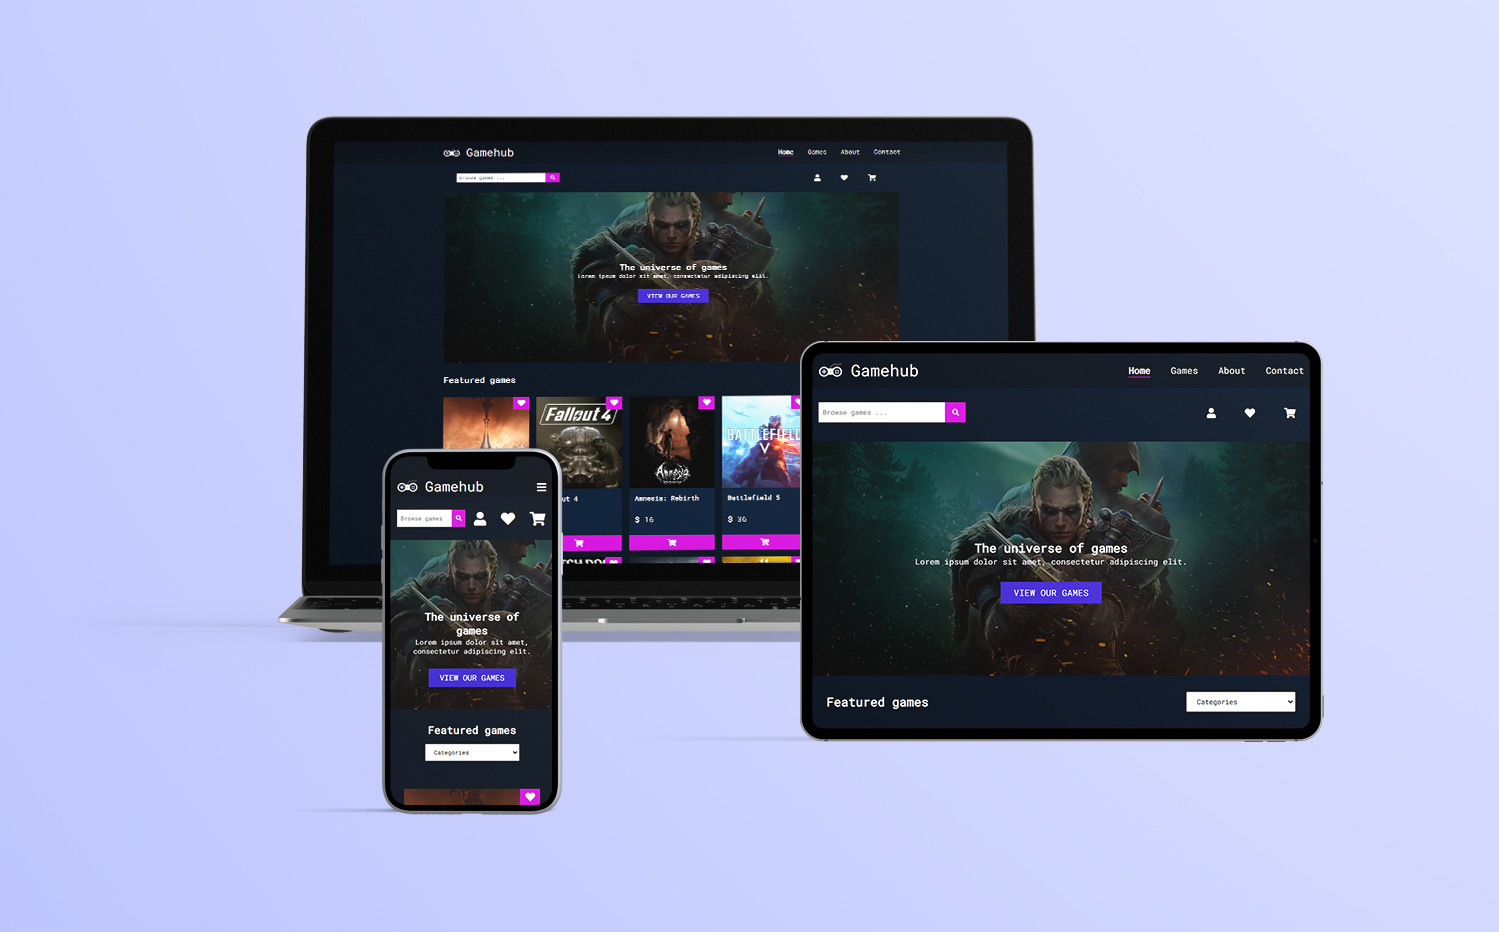 Gamehub
Home Games About Contact
Browse games ...
The universe of games
Lorem ipsum dolor sit amet, consectetur adipiscing elit.
VIEW OUR GAMES
Featured games
Fallout 4
Amnesia
BATTLEFIELD
V
ut 4
Amnesia: Rebirth
Battlefield 5
$ 16
$ 36
Gamehub
Browse games
The universe of
games
Lorem ipsum dolor sit amet,
consectetur adipiscing elit.
VIEW OUR GAMES
Featured games
Categories
Gamehub
Home Games About Contact
Browse games ...
The universe of games
Lorem ipsum dolor sit amet, consectetur adipiscing elit.
VIEW OUR GAMES
Featured games
Categories